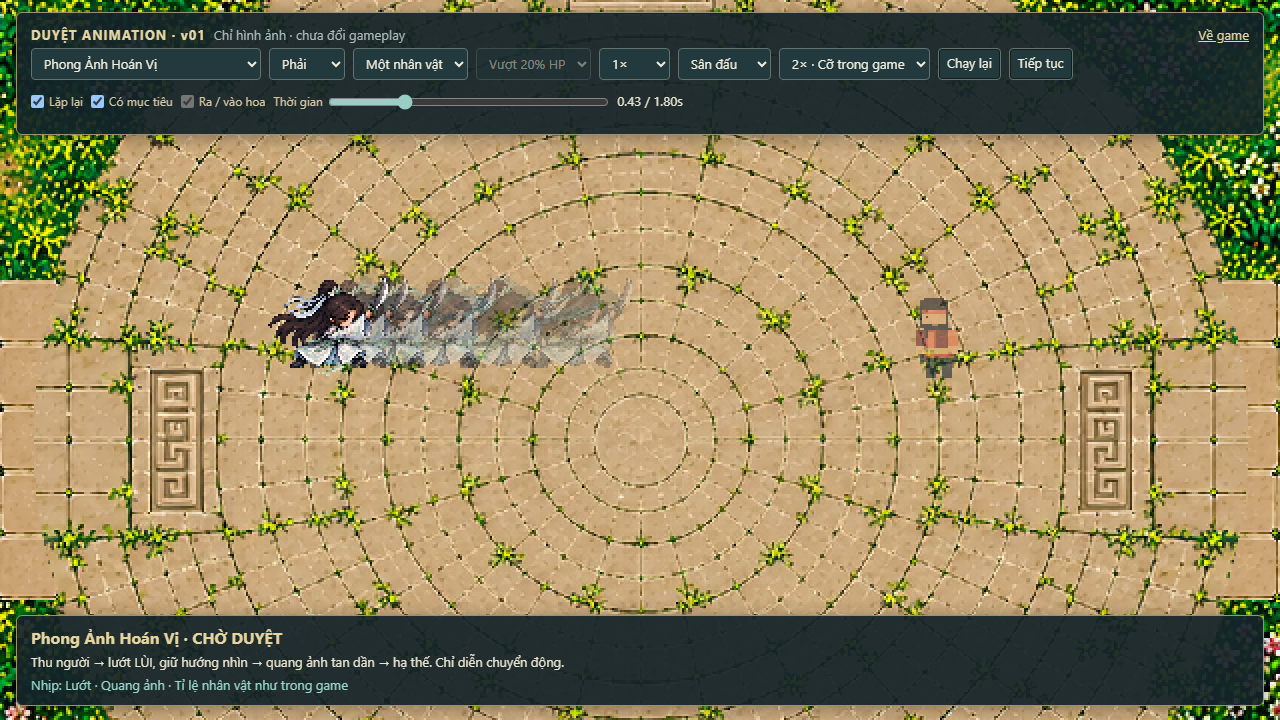 DUYỆT ANIMATION · v01 Chỉ hình ảnh · chưa đổi gameplay Về game
Phong Ảnh Hoán Vị Phải Một nhân vật Vượt 20% HP 1× Sân đấu 2× · Cỡ trong game Chạy lại Tiếp tục
Lặp lại Có mục tiêu Ra / vào hoa Thời gian 0.43 / 1.80s
Phong Ảnh Hoán Vị · CHỜ DUYỆT
Thu người → lướt LÙI, giữ hướng nhìn → quang ảnh tan dần → hạ thế. Chỉ diễn chuyển động.
Nhịp: Lướt · Quang ảnh · Tỉ lệ nhân vật như trong game